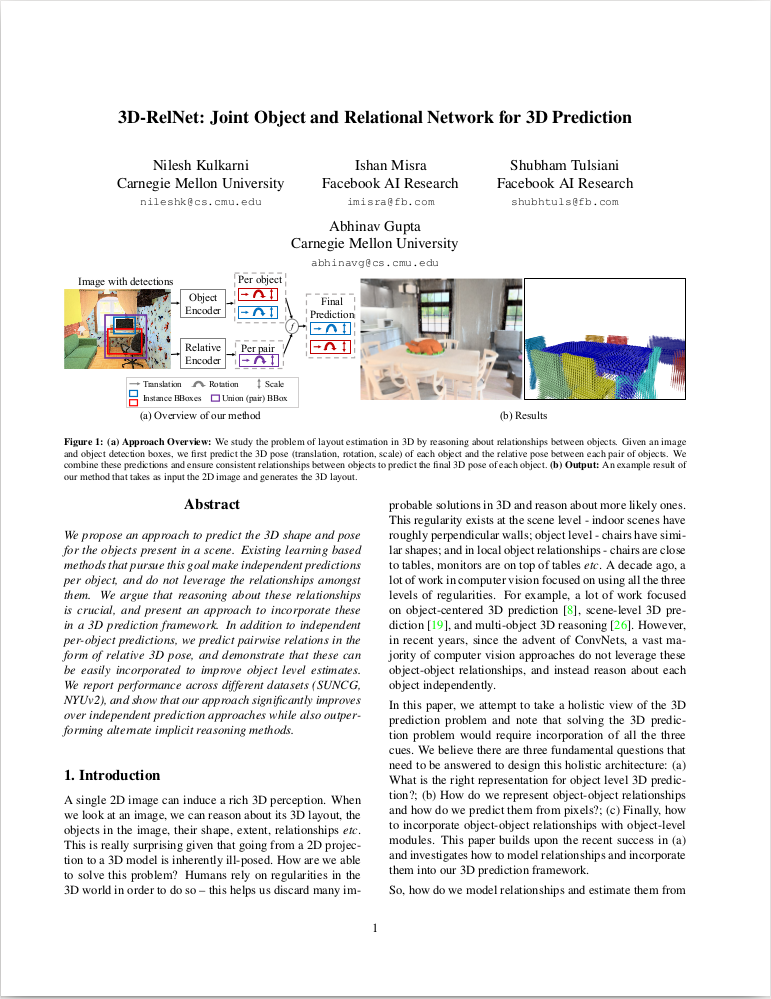 3D-RelNet: Joint Object and Relational Network for 3D Prediction
Nilesh Kulkarni
Carnegie Mellon University
nileshk@cs.cmu.edu
Ishan Misra
Facebook AI Research
imisra@fb.com
Shubham Tulsiani
Facebook AI Research
shubhtuls@fb.com
Abhinav Gupta
Carnegie Mellon University
abhinavg@cs.cmu.edu
Image with detections
Object
Encoder
Relative
Encoder
Per object
Per pair
f
Final
Prediction
Translation Rotation Scale
Instance BBoxes Union (pair) BBox
(a) Overview of our method
(b) Results
Figure 1: (a) Approach Overview: We study the problem of layout estimation in 3D by reasoning about relationships between objects. Given an image
and object detection boxes, we first predict the 3D pose (translation, rotation, scale) of each object and the relative pose between each pair of objects. We
combine these predictions and ensure consistent relationships between objects to predict the final 3D pose of each object. (b) Output: An example result of
our method that takes as input the 2D image and generates the 3D layout.
Abstract
We propose an approach to predict the 3D shape and pose
for the objects present in a scene. Existing learning based
methods that pursue this goal make independent predictions
per object, and do not leverage the relationships amongst
them. We argue that reasoning about these relationships
is crucial, and present an approach to incorporate these
in a 3D prediction framework. In addition to independent
per-object predictions, we predict pairwise relations in the
form of relative 3D pose, and demonstrate that these can
be easily incorporated to improve object level estimates.
We report performance across different datasets (SUNCG,
NYUv2), and show that our approach significantly improves
over independent prediction approaches while also outper-
forming alternate implicit reasoning methods.
1. Introduction
A single 2D image can induce a rich 3D perception. When
we look at an image, we can reason about its 3D layout, the
objects in the image, their shape, extent, relationships etc.
This is really surprising given that going from a 2D projec-
tion to a 3D model is inherently ill-posed. How are we able
to solve this problem? Humans rely on regularities in the
3D world in order to do so – this helps us discard many im-
probable solutions in 3D and reason about more likely ones.
This regularity exists at the scene level - indoor scenes have
roughly perpendicular walls; object level - chairs have simi-
lar shapes; and in local object relationships - chairs are close
to tables, monitors are on top of tables etc. A decade ago, a
lot of work in computer vision focused on using all the three
levels of regularities. For example, a lot of work focused
on object-centered 3D prediction [8], scene-level 3D pre-
diction [19], and multi-object 3D reasoning [26]. However,
in recent years, since the advent of ConvNets, a vast ma-
jority of computer vision approaches do not leverage these
object-object relationships, and instead reason about each
object independently.
In this paper, we attempt to take a holistic view of the 3D
prediction problem and note that solving the 3D predic-
tion problem would require incorporation of all the three
cues. We believe there are three fundamental questions that
need to be answered to design this holistic architecture: (a)
What is the right representation for object level 3D predic-
tion?; (b) How do we represent object-object relationships
and how do we predict them from pixels?; (c) Finally, how
to incorporate object-object relationships with object-level
modules. This paper builds upon the recent success in (a)
and investigates how to model relationships and incorporate
them into our 3D prediction framework.
So, how do we model relationships and estimate them from
1